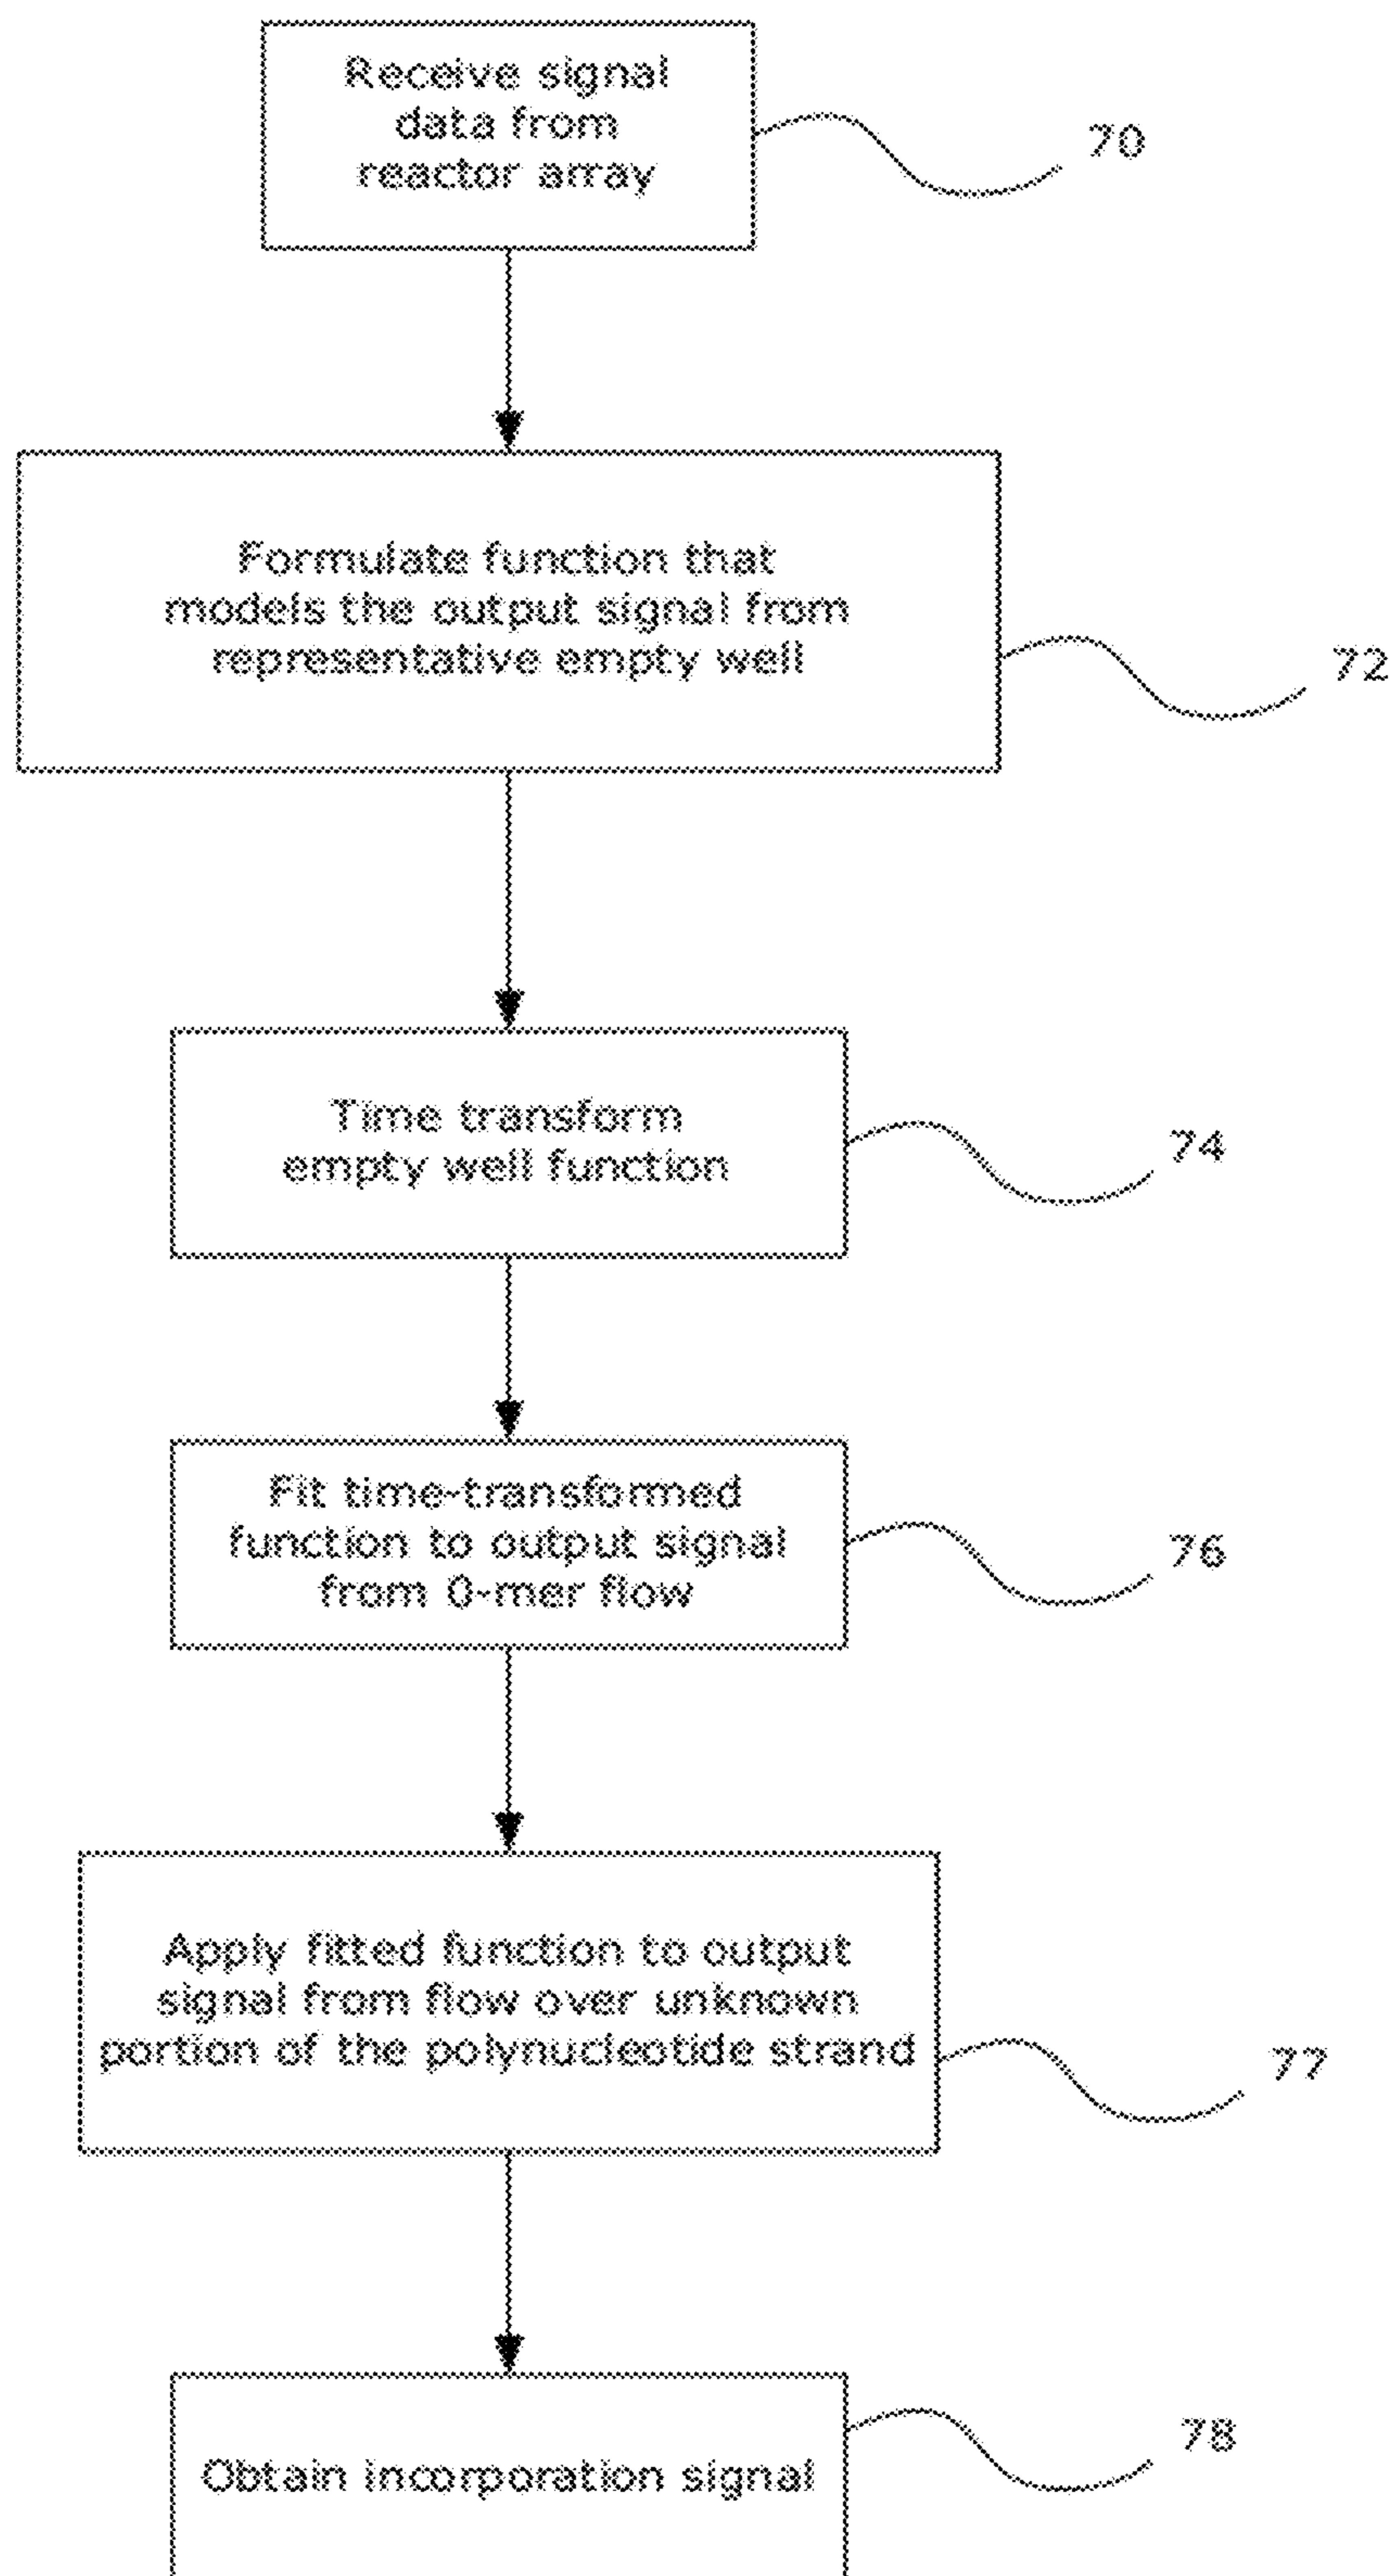 Receive signal
data from
reactor array
70
Formulate function that
models the output signal from
representative empty well
72
Time transform
empty well function
74
Fit time-transformed
function to output signal
from 0-mer flow
76
Apply fitted function to output
signal from flow over unknown
portion of the polynucleotide strand
77
Obtain incorporation signal
78